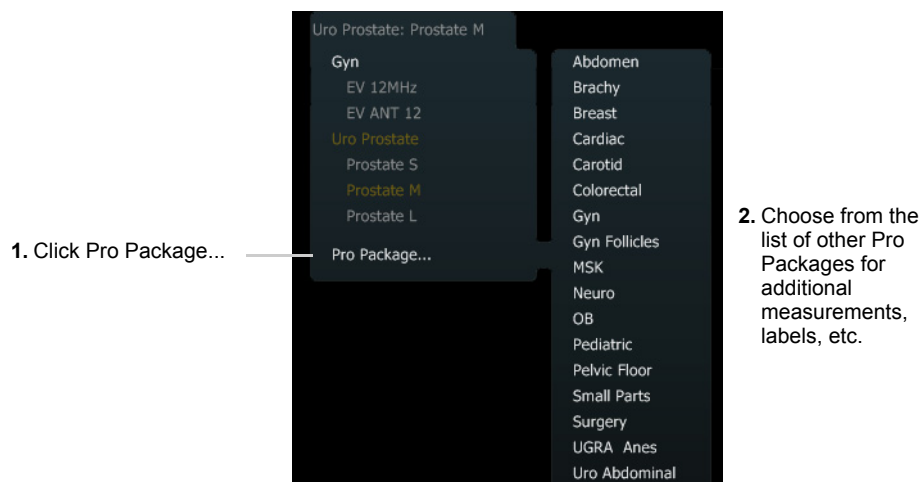 Uro Prostate: Prostate M
Gyn
EV 12MHz
EV ANT 12
Uro Prostate
Prostate S
Prostate M
Prostate L
Pro Package...
Abdomen
Brachy
Breast
Cardiac
Carotid
Colorectal
Gyn
Gyn Follicles
MSK
Neuro
OB
Pediatric
Pelvic Floor
Small Parts
Surgery
UGRA Anes
Uro Abdominal
1. Click Pro Package...
2. Choose from the
list of other Pro
Packages for
additional
measurements,
labels, etc.